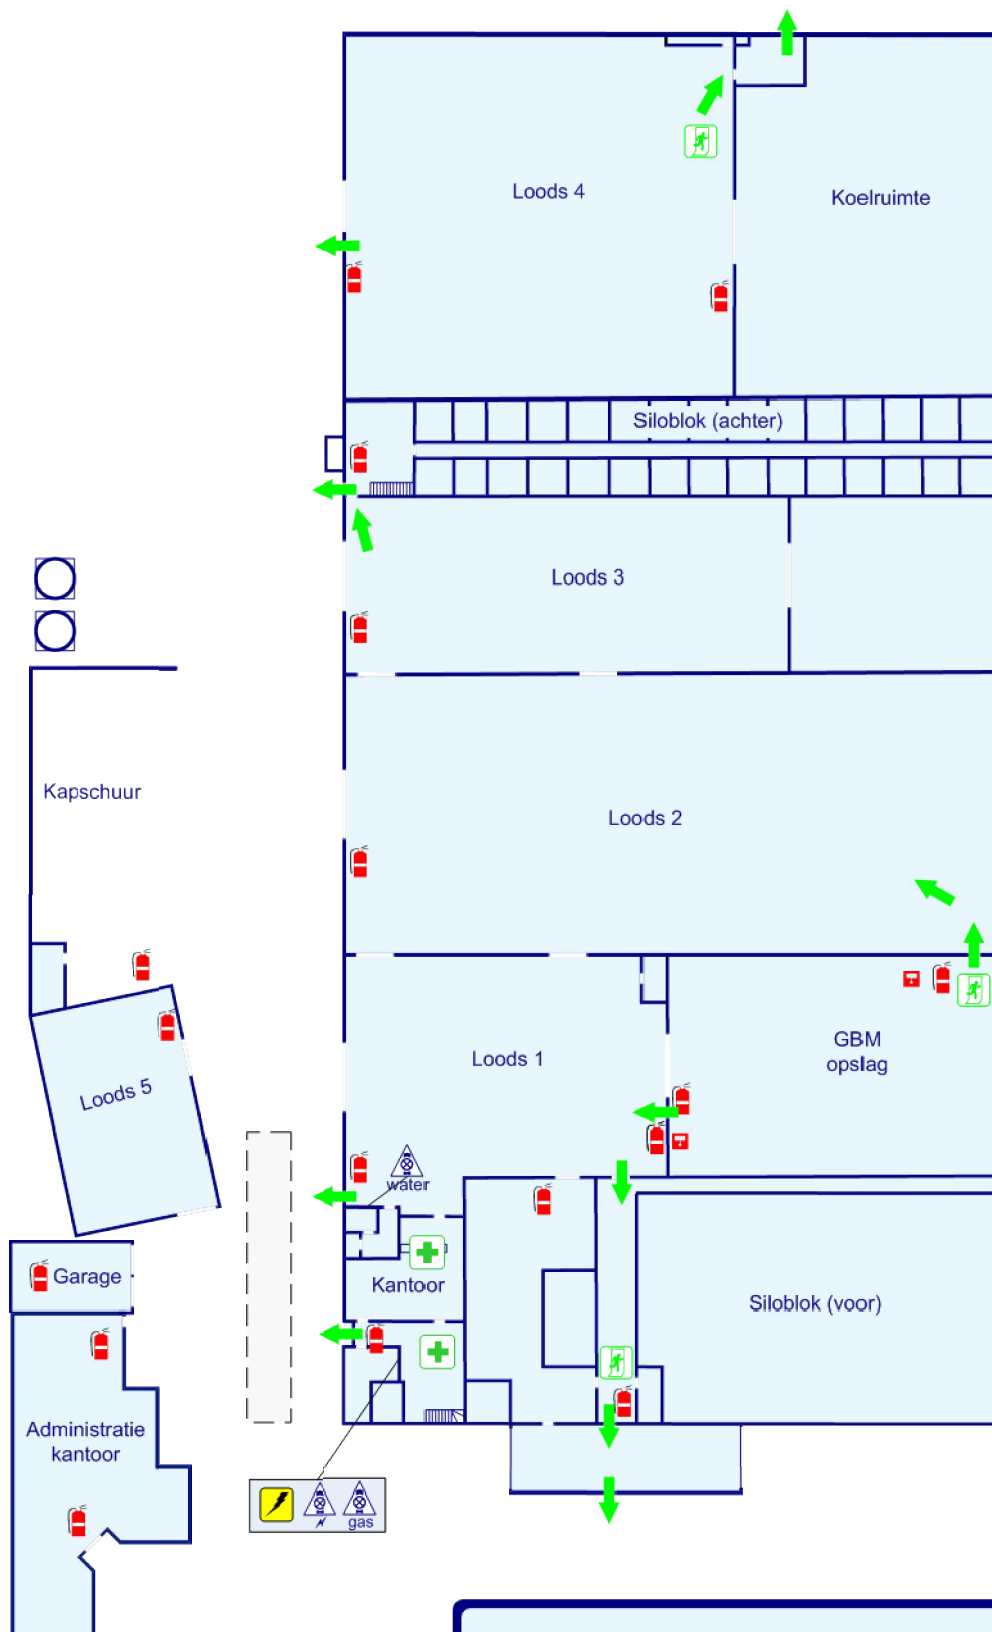 Loods 4
Koelruimte
Siloblok (achter)
Loods 3
Loods 2
Kapschuur
Loods 1
GBM
opslag
Loods 5
water
Garage
Kantoor
Siloblok (voor)
Administratie
kantoor
gas